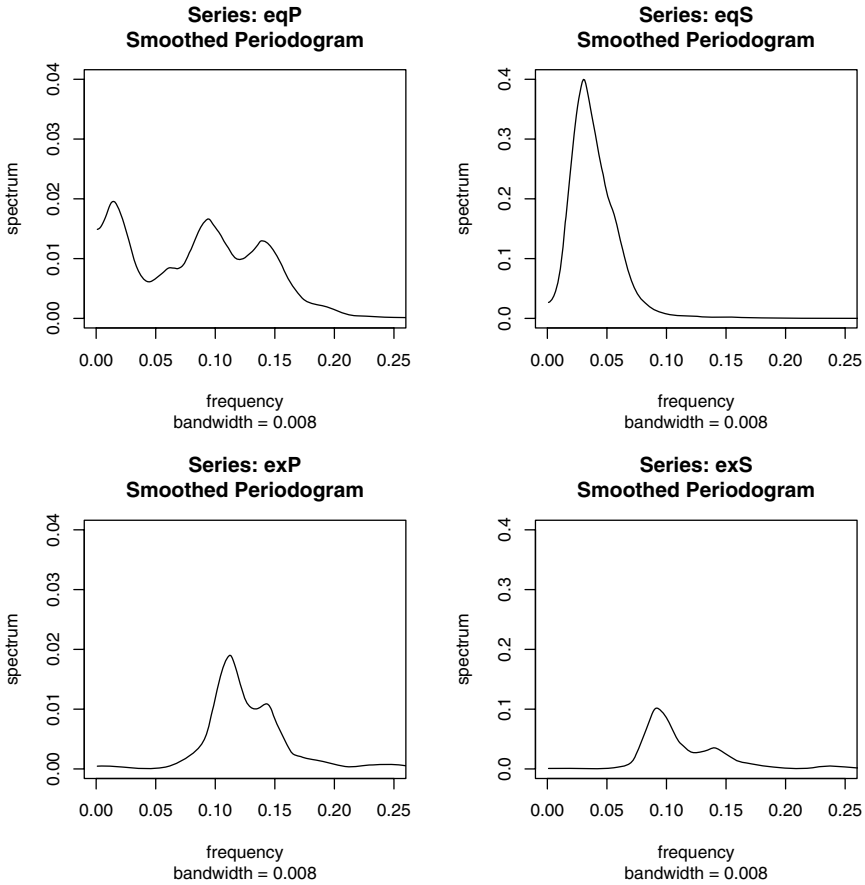 Series: eqP
Smoothed Periodogram
spectrum
0.04
0.03
0.02
0.01
0.00
0.00 0.05 0.10 0.15 0.20 0.25
frequency
bandwidth = 0.008
Series: eqS
Smoothed Periodogram
spectrum
0.4
0.3
0.2
0.1
0.0
0.00 0.05 0.10 0.15 0.20 0.25
frequency
bandwidth = 0.008
Series: exP
Smoothed Periodogram
spectrum
0.04
0.03
0.02
0.01
0.00
0.00 0.05 0.10 0.15 0.20 0.25
frequency
bandwidth = 0.008
Series: exS
Smoothed Periodogram
spectrum
0.4
0.3
0.2
0.1
0.0
0.00 0.05 0.10 0.15 0.20 0.25
frequency
bandwidth = 0.008